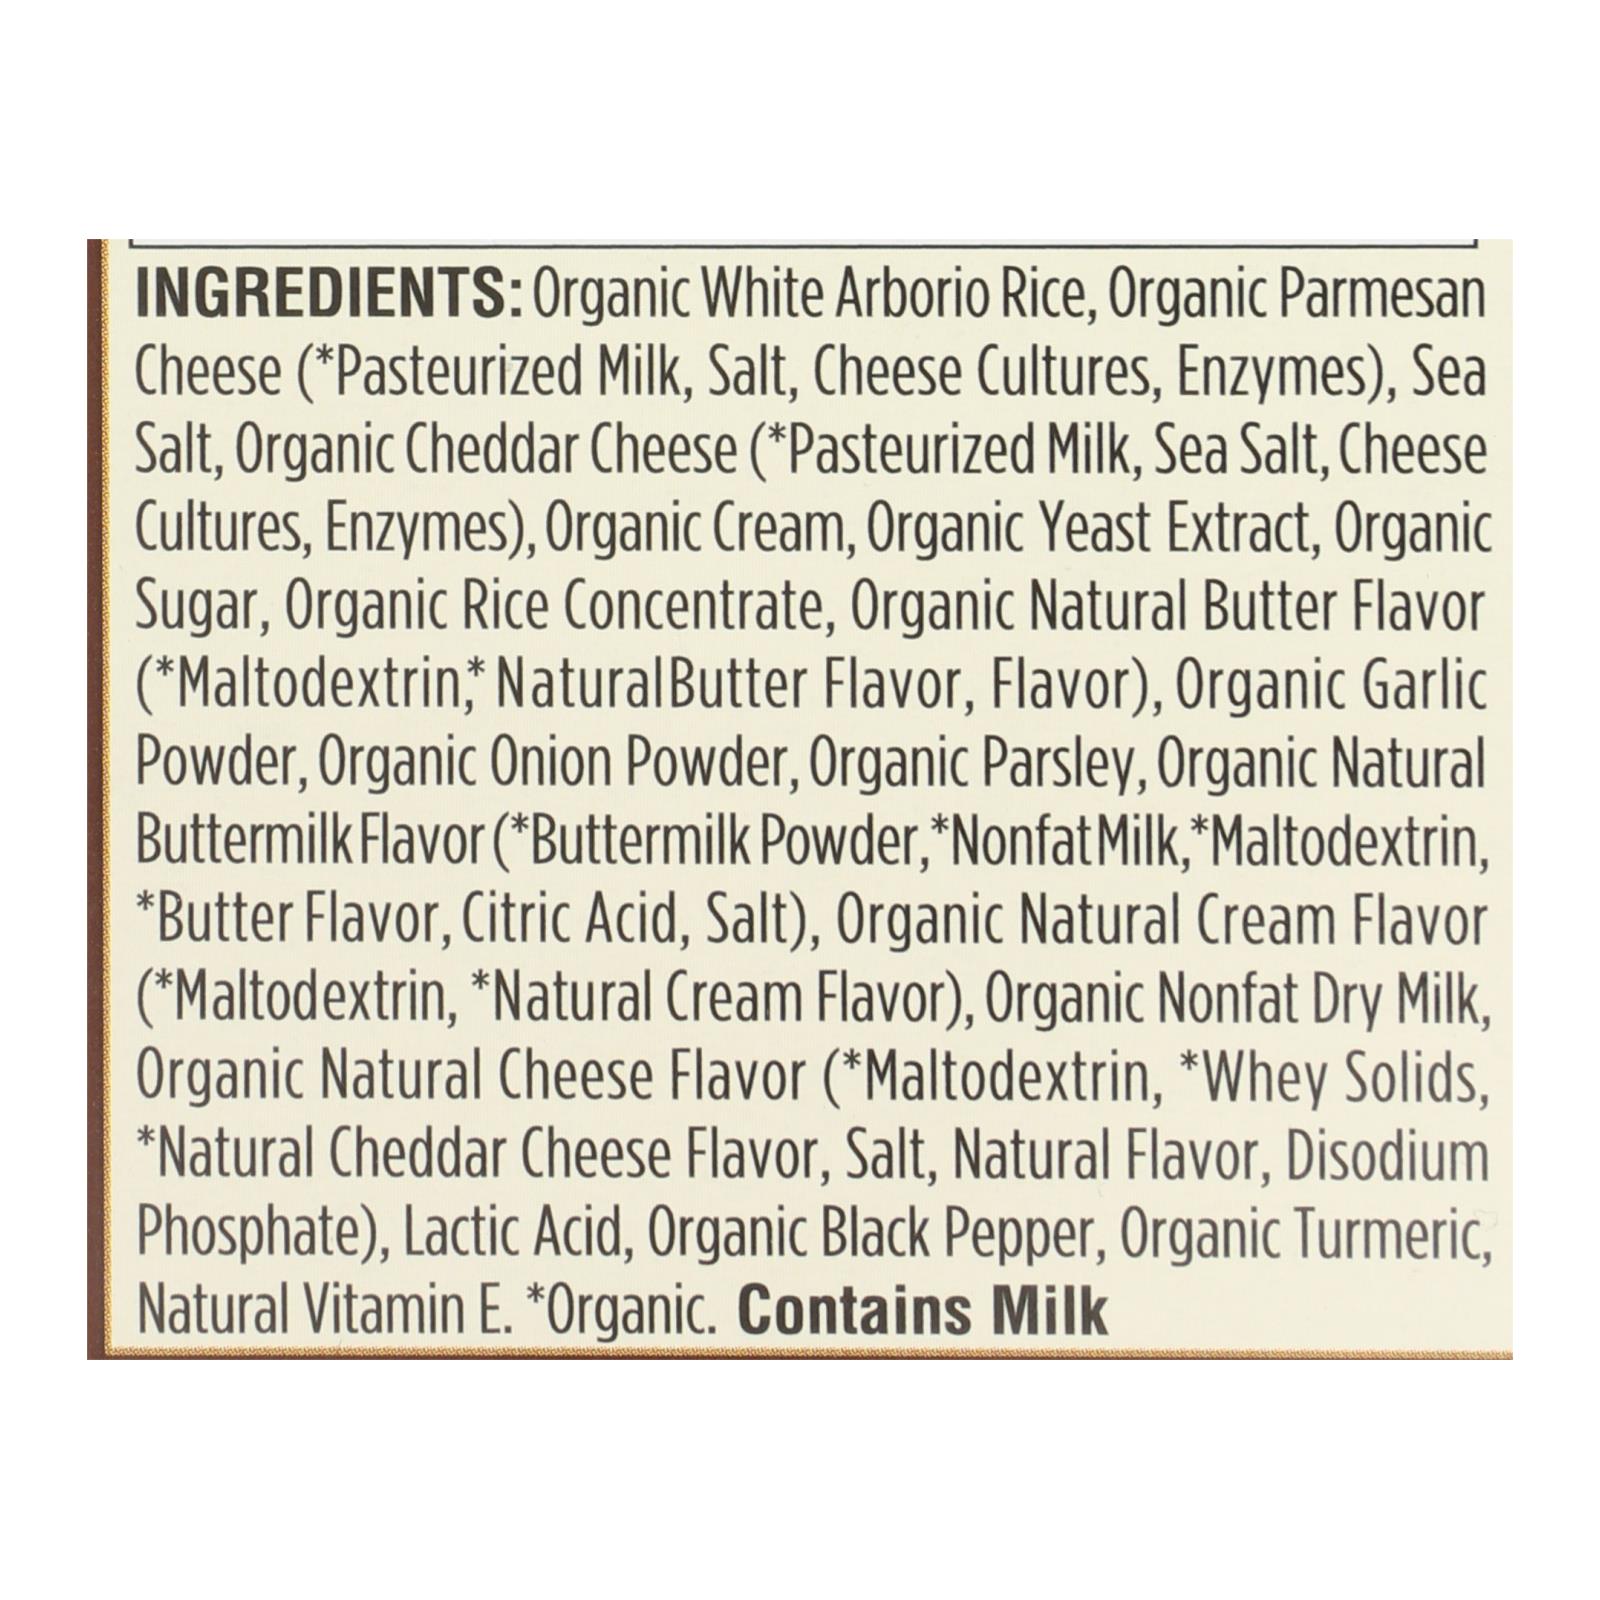 INGREDIENTS: Organic White Arborio Rice, Organic Parmesan
Cheese (*Pasteurized Milk, Salt, Cheese Cultures, Enzymes), Sea
Salt, Organic Cheddar Cheese (*Pasteurized Milk, Sea Salt, Cheese
Cultures, Enzymes), Organic Cream, Organic Yeast Extract, Organic
Sugar, Organic Rice Concentrate, Organic Natural Butter Flavor
(*Maltodextrin,* Natural Butter Flavor, Flavor), Organic Garlic
Powder, Organic Onion Powder, Organic Parsley, Organic Natural
Buttermilk Flavor (*Buttermilk Powder, *Nonfat Milk, *Maltodextrin,
*Butter Flavor, Citric Acid, Salt), Organic Natural Cream Flavor
(*Maltodextrin, *Natural Cream Flavor), Organic Nonfat Dry Milk,
Organic Natural Cheese Flavor (*Maltodextrin, *Whey Solids,
*Natural Cheddar Cheese Flavor, Salt, Natural Flavor, Disodium
Phosphate), Lactic Acid, Organic Black Pepper, Organic Turmeric,
Natural Vitamin E. *Organic. Contains Milk